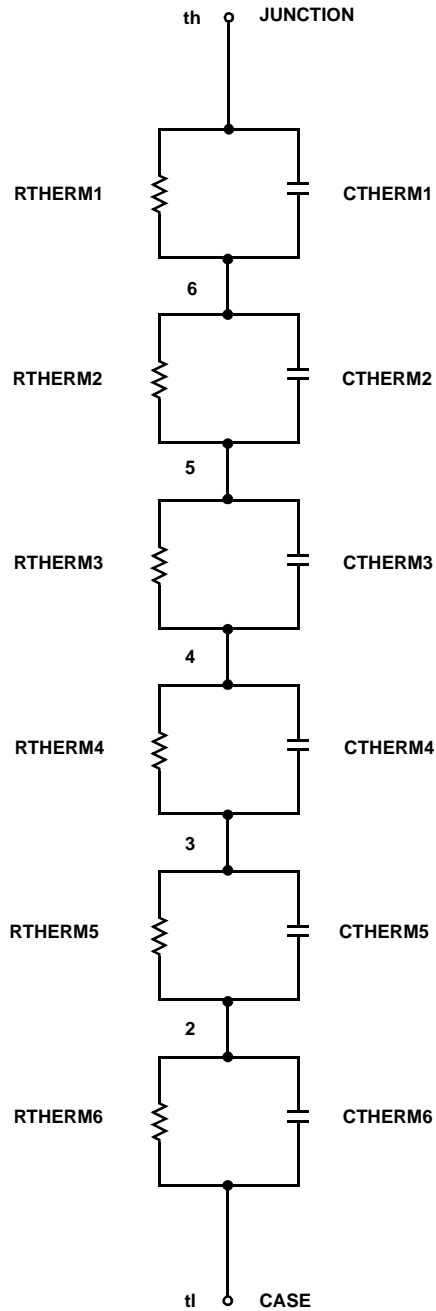 th JUNCTION
RTHERM1 CTHERM1
6
RTHERM2 CTHERM2
5
RTHERM3 CTHERM3
4
RTHERM4 CTHERM4
3
RTHERM5 CTHERM5
2
RTHERM6 CTHERM6
tl CASE